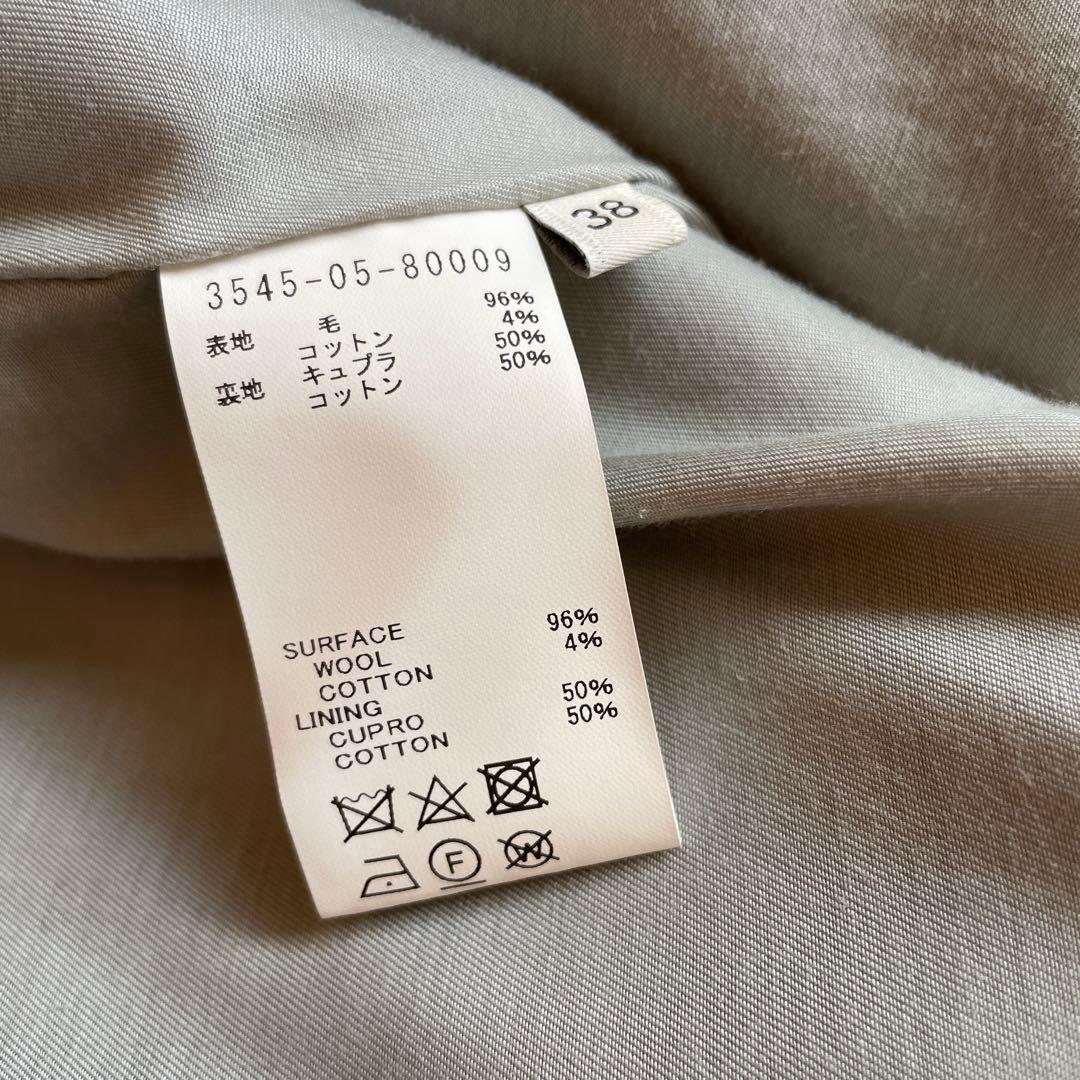 38
3545-05-80009
表地 毛 96%
コットン 4%
裏地 キュプラ 50%
コットン 50%
SURFACE
WOOL 96%
COTTON 4%
LINING
CUPRO 50%
COTTON 50%
F
W